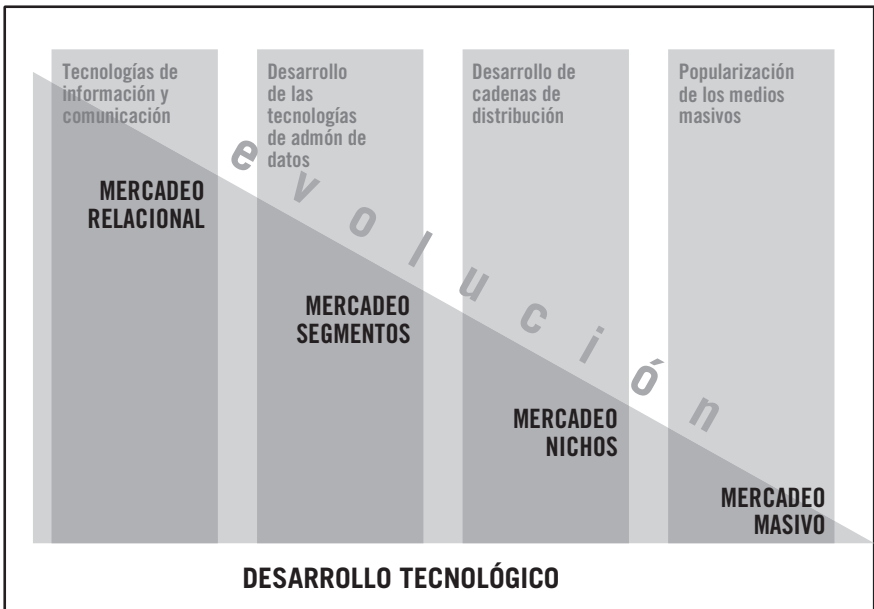 Tecnologías de
información y
comunicación
Desarrollo
de las
tecnologías
de admón de
datos
Desarrollo de
cadenas de
distribución
Popularización
de los medios
masivos
evolución
MERCADEO
RELACIONAL
MERCADEO
SEGMENTOS
MERCADEO
NICHOS
MERCADEO
MASIVO
DESARROLLO TECNOLÓGICO